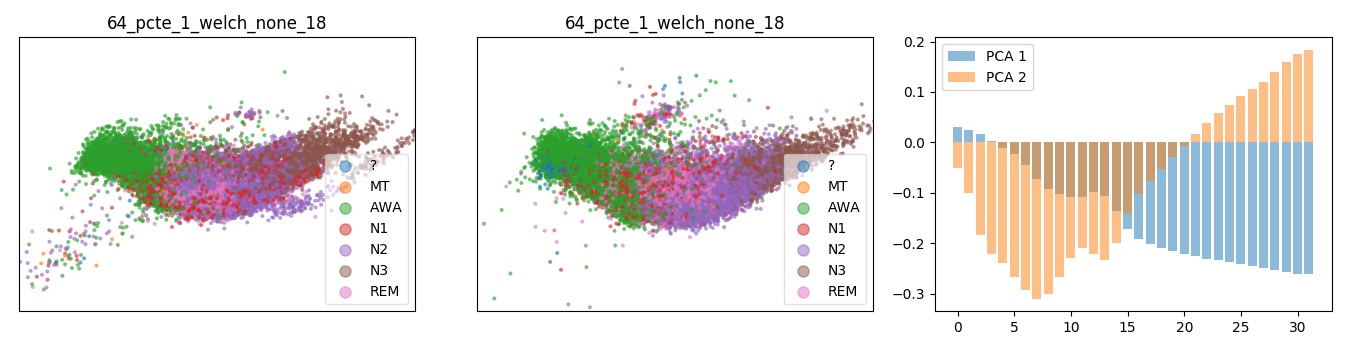 64_pcte_1_welch_none_18
?
MT
AWA
N1
N2
N3
REM
64_pcte_1_welch_none_18
?
MT
AWA
N1
N2
N3
REM
PCA 1
PCA 2
0.2
0.1
0.0
−0.1
−0.2
−0.3
0 5 10 15 20 25 30